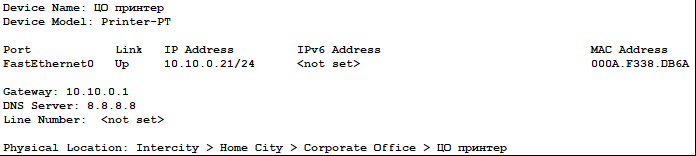 Device Name: ЦО принтер
Device Model: Printer-PT
Port Link IP Address IPv6 Address MAC Address
FastEthernet0 Up 10.10.0.21/24 <not set> 000A.F338.DB6A
Gateway: 10.10.0.1
DNS Server: 8.8.8.8
Line Number: <not set>
Physical Location: Intercity > Home City > Corporate Office > ЦО принтер